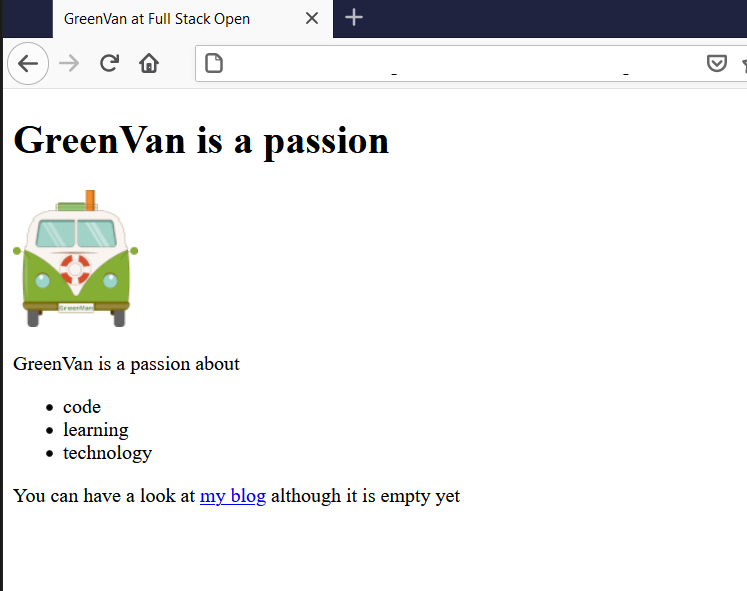 GreenVan at Full Stack Open
GreenVan is a passion
GreenVan
GreenVan is a passion about
code
learning
technology
You can have a look at my blog although it is empty yet